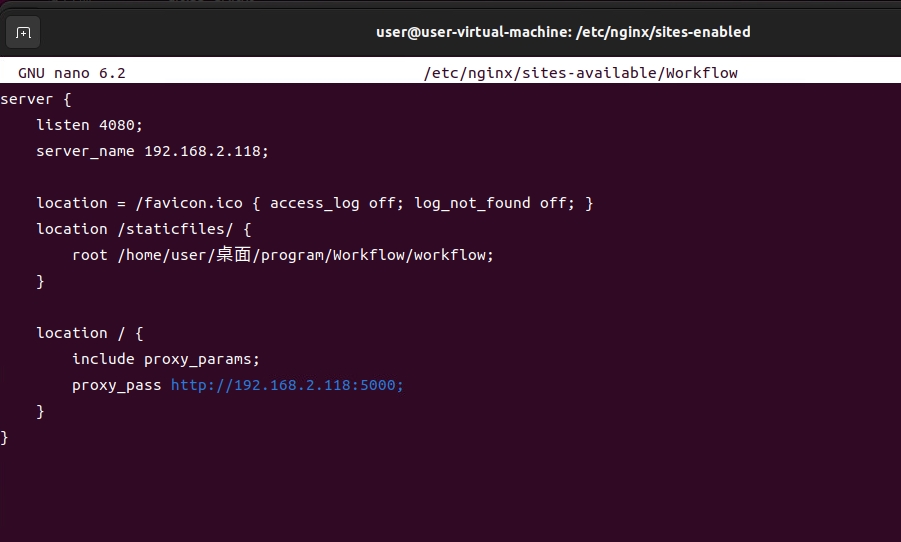 user@user-virtual-machine: /etc/nginx/sites-enabled
GNU nano 6.2 /etc/nginx/sites-available/Workflow
server {
    listen 4080;
    server_name 192.168.2.118;
    location = /favicon.ico { access_log off; log_not_found off; }
    location /staticfiles/ {
        root /home/user/桌面/program/Workflow/workflow;
    }
    location / {
        include proxy_params;
        proxy_pass http://192.168.2.118:5000;
    }
}